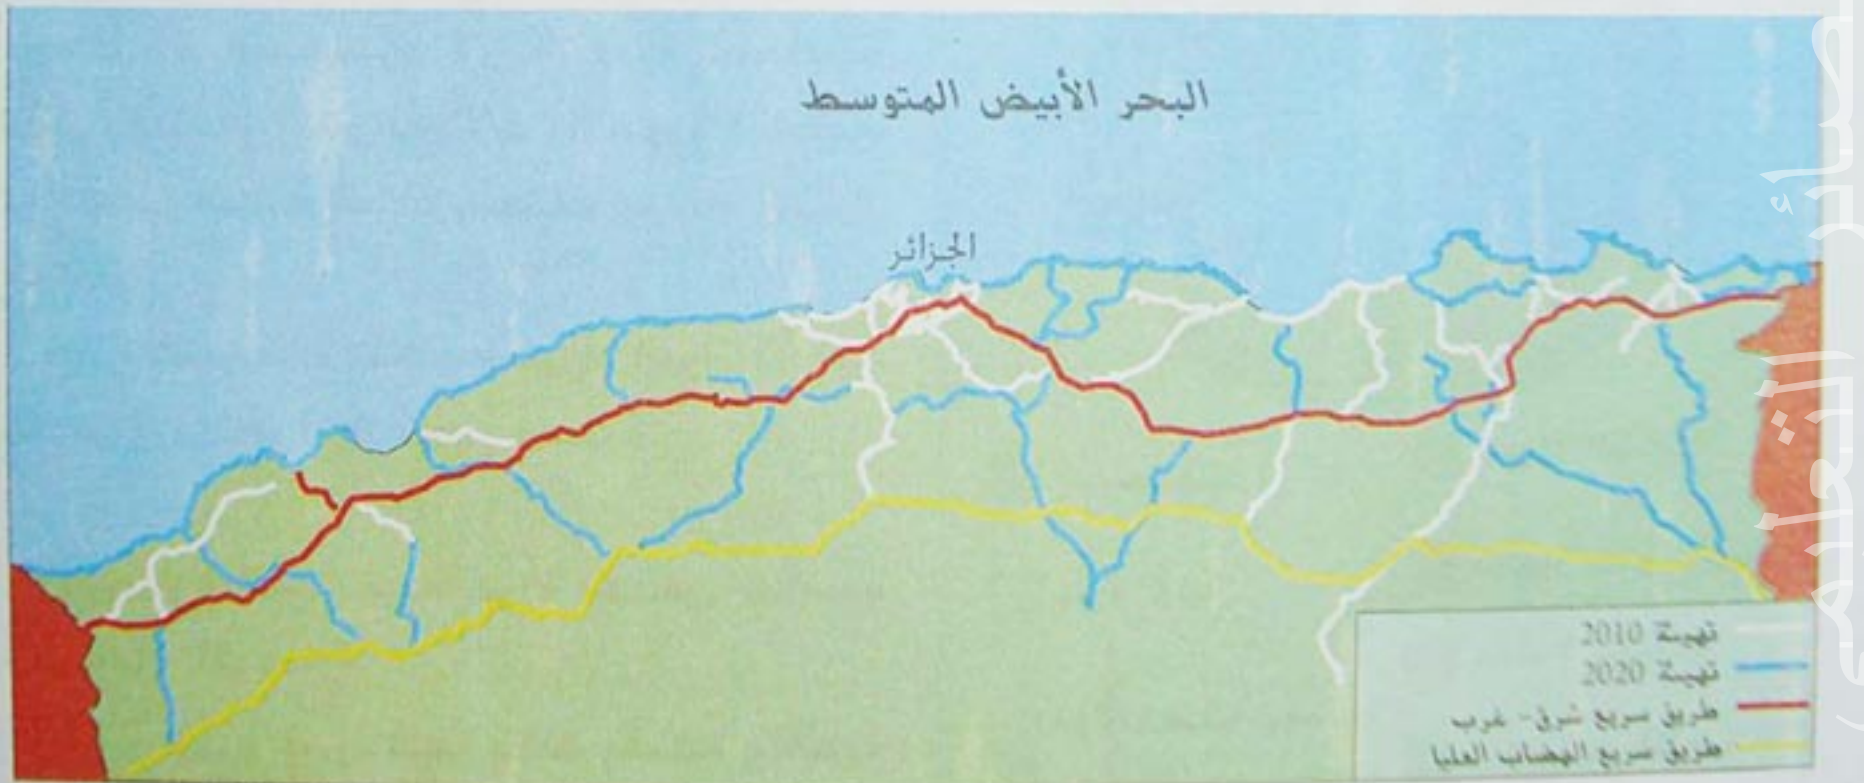 البحر الأبيض المتوسط
الجزائر
تهيئة 2010
تهيئة 2020
طريق سريع شرق - غرب
طريق سريع الهضاب العليا